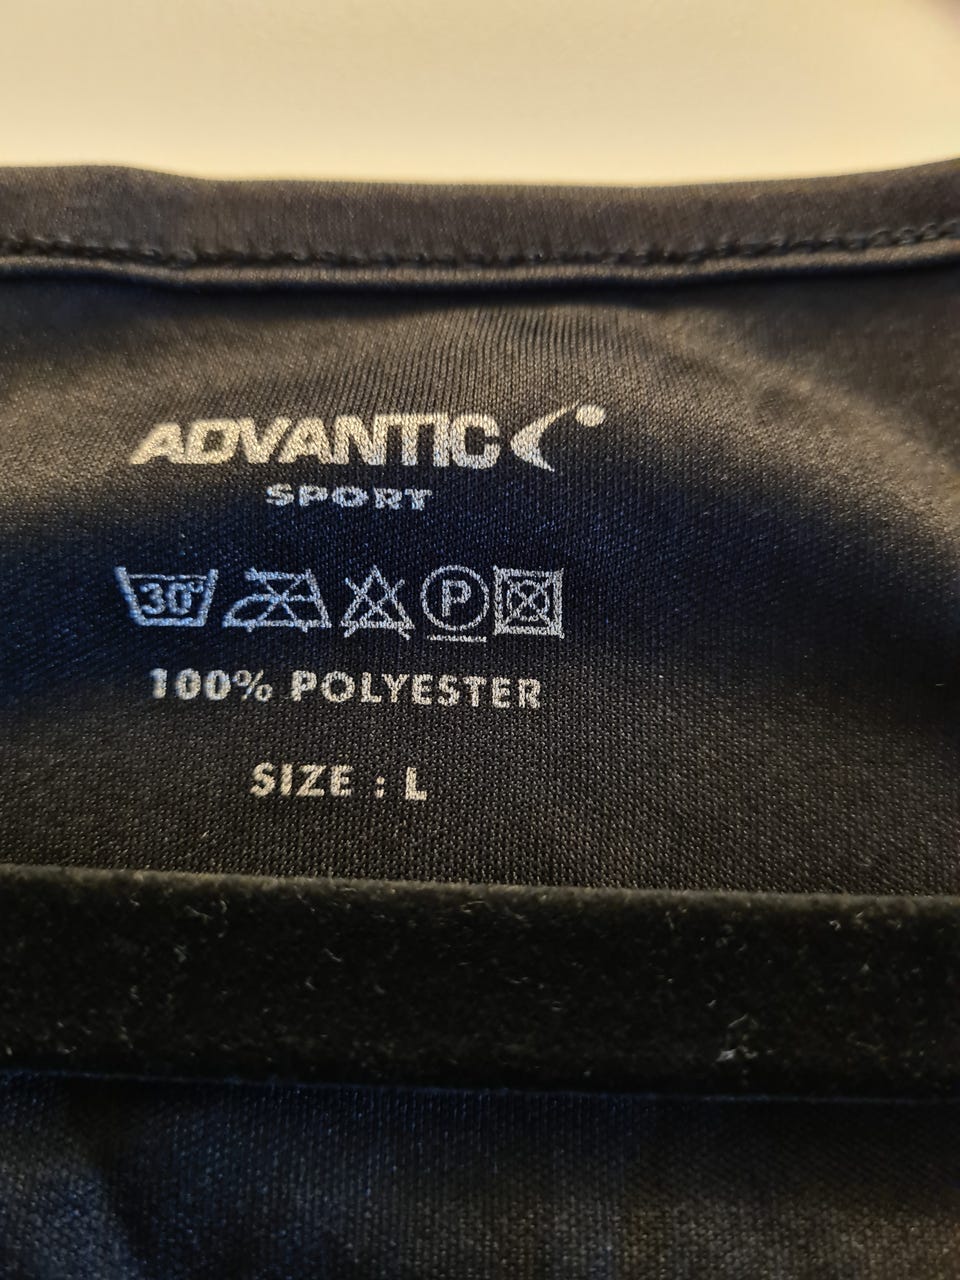 ADVANTIC
SPORT
30° P
100% POLYESTER
SIZE : L